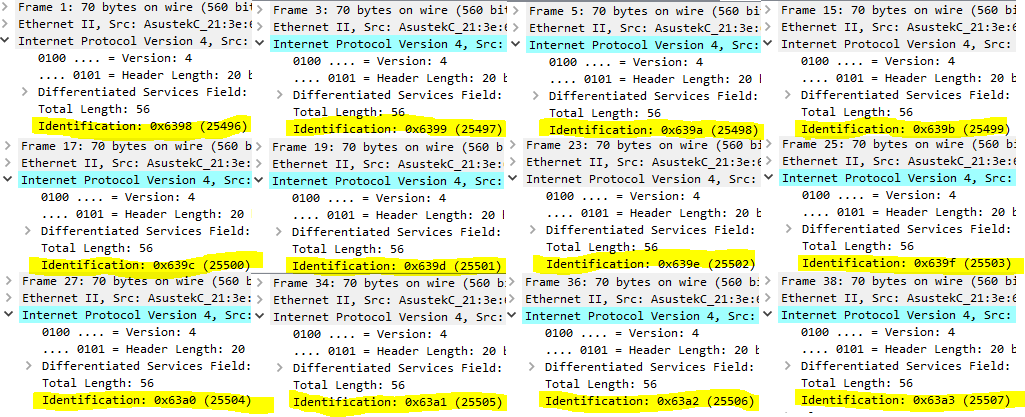 Frame 1: 70 bytes on wire (560 bit
Ethernet II, Src: AsustekC_21:3e:6
Internet Protocol Version 4, Src:
0100 .... = Version: 4
.... 0101 = Header Length: 20 b
Differentiated Services Field:
Total Length: 56
Identification: 0x6398 (25496)
Frame 3: 70 bytes on wire (560 bi
Ethernet II, Src: AsustekC_21:3e:
Internet Protocol Version 4, Src:
0100 .... = Version: 4
.... 0101 = Header Length: 20 b
Differentiated Services Field:
Total Length: 56
Identification: 0x6399 (25497)
Frame 5: 70 bytes on wire (560 bi
Ethernet II, Src: AsustekC_21:3e:
Internet Protocol Version 4, Src:
0100 .... = Version: 4
.... 0101 = Header Length: 20 b
Differentiated Services Field:
Total Length: 56
Identification: 0x639a (25498)
Frame 15: 70 bytes on wire (560 b
Ethernet II, Src: AsustekC_21:3e:6
Internet Protocol Version 4, Src:
0100 .... = Version: 4
.... 0101 = Header Length: 20 b
Differentiated Services Field:
Total Length: 56
Identification: 0x639b (25499)
Frame 17: 70 bytes on wire (560 b
Ethernet II, Src: AsustekC_21:3e:
Internet Protocol Version 4, Src:
0100 .... = Version: 4
.... 0101 = Header Length: 20
Differentiated Services Field:
Total Length: 56
Identification: 0x639c (25500)
Frame 19: 70 bytes on wire (560 b
Ethernet II, Src: AsustekC_21:3e:
Internet Protocol Version 4, Src:
0100 .... = Version: 4
.... 0101 = Header Length: 20 b
Differentiated Services Field:
Total Length: 56
Identification: 0x639d (25501)
Frame 23: 70 bytes on wire (560 b
Ethernet II, Src: AsustekC_21:3e:
Internet Protocol Version 4, Src:
0100 .... = Version: 4
.... 0101 = Header Length: 20 b
Differentiated Services Field:
Total Length: 56
Identification: 0x639e (25502)
Frame 25: 70 bytes on wire (560 b
Ethernet II, Src: AsustekC_21:3e:6
Internet Protocol Version 4, Src:
0100 .... = Version: 4
.... 0101 = Header Length: 20 b
Differentiated Services Field:
Total Length: 56
Identification: 0x639f (25503)
Frame 27: 70 bytes on wire (560 b
Ethernet II, Src: AsustekC_21:3e:
Internet Protocol Version 4, Src:
0100 .... = Version: 4
.... 0101 = Header Length: 20
Differentiated Services Field:
Total Length: 56
Identification: 0x63a0 (25504)
Frame 34: 70 bytes on wire (560 b
Ethernet II, Src: AsustekC_21:3e:
Internet Protocol Version 4, Src:
0100 .... = Version: 4
.... 0101 = Header Length: 20 b
Differentiated Services Field:
Total Length: 56
Identification: 0x63a1 (25505)
Frame 36: 70 bytes on wire (560 b
Ethernet II, Src: AsustekC_21:3e:
Internet Protocol Version 4, Src:
0100 .... = Version: 4
.... 0101 = Header Length: 20 b
Differentiated Services Field:
Total Length: 56
Identification: 0x63a2 (25506)
Frame 38: 70 bytes on wire (560 bi
Ethernet II, Src: AsustekC_21:3e:6
Internet Protocol Version 4, Src:
0100 .... = Version: 4
.... 0101 = Header Length: 20 b
Differentiated Services Field:
Total Length: 56
Identification: 0x63a3 (25507)